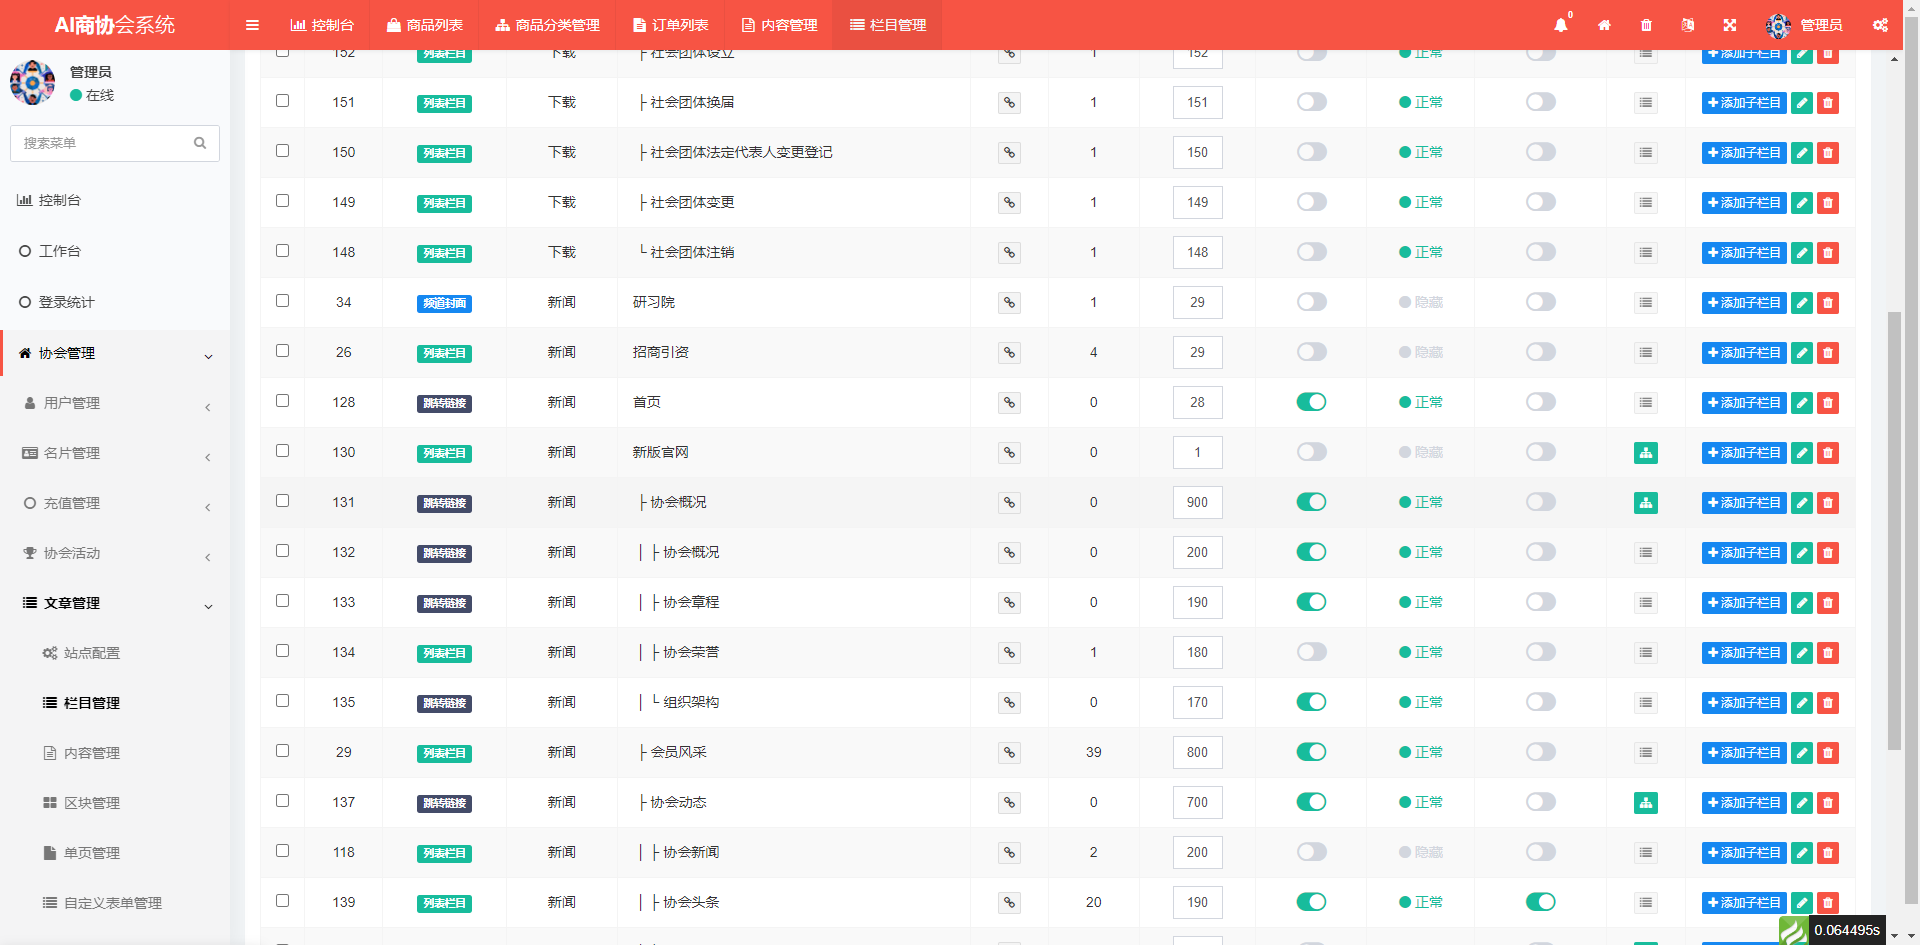 AI商协会系统 控制台 商品列表 商品分类管理 订单列表 内容管理 栏目管理 0 管理员
管理员
在线
搜索菜单
控制台
工作台
登录统计
协会管理
用户管理
名片管理
充值管理
协会活动
文章管理
站点配置
栏目管理
内容管理
区块管理
单页管理
自定义表单管理
152 列表栏目 下载 ├ 社会团体设立 1 152 正常 添加子栏目
151 列表栏目 下载 ├ 社会团体换届 1 151 正常 添加子栏目
150 列表栏目 下载 ├ 社会团体法定代表人变更登记 1 150 正常 添加子栏目
149 列表栏目 下载 ├ 社会团体变更 1 149 正常 添加子栏目
148 列表栏目 下载 └ 社会团体注销 1 148 正常 添加子栏目
34 频道封面 新闻 研习院 1 29 隐藏 添加子栏目
26 列表栏目 新闻 招商引资 4 29 隐藏 添加子栏目
128 跳转链接 新闻 首页 0 28 正常 添加子栏目
130 列表栏目 新闻 新版官网 0 1 隐藏 添加子栏目
131 跳转链接 新闻 ├ 协会概况 0 900 正常 添加子栏目
132 跳转链接 新闻 │ ├ 协会概况 0 200 正常 添加子栏目
133 跳转链接 新闻 │ ├ 协会章程 0 190 正常 添加子栏目
134 列表栏目 新闻 │ ├ 协会荣誉 1 180 正常 添加子栏目
135 跳转链接 新闻 │ └ 组织架构 0 170 正常 添加子栏目
29 列表栏目 新闻 ├ 会员风采 39 800 正常 添加子栏目
137 跳转链接 新闻 ├ 协会动态 0 700 正常 添加子栏目
118 列表栏目 新闻 │ ├ 协会新闻 2 200 隐藏 添加子栏目
139 列表栏目 新闻 │ ├ 协会头条 20 190 正常 添加子栏目
0.064495s